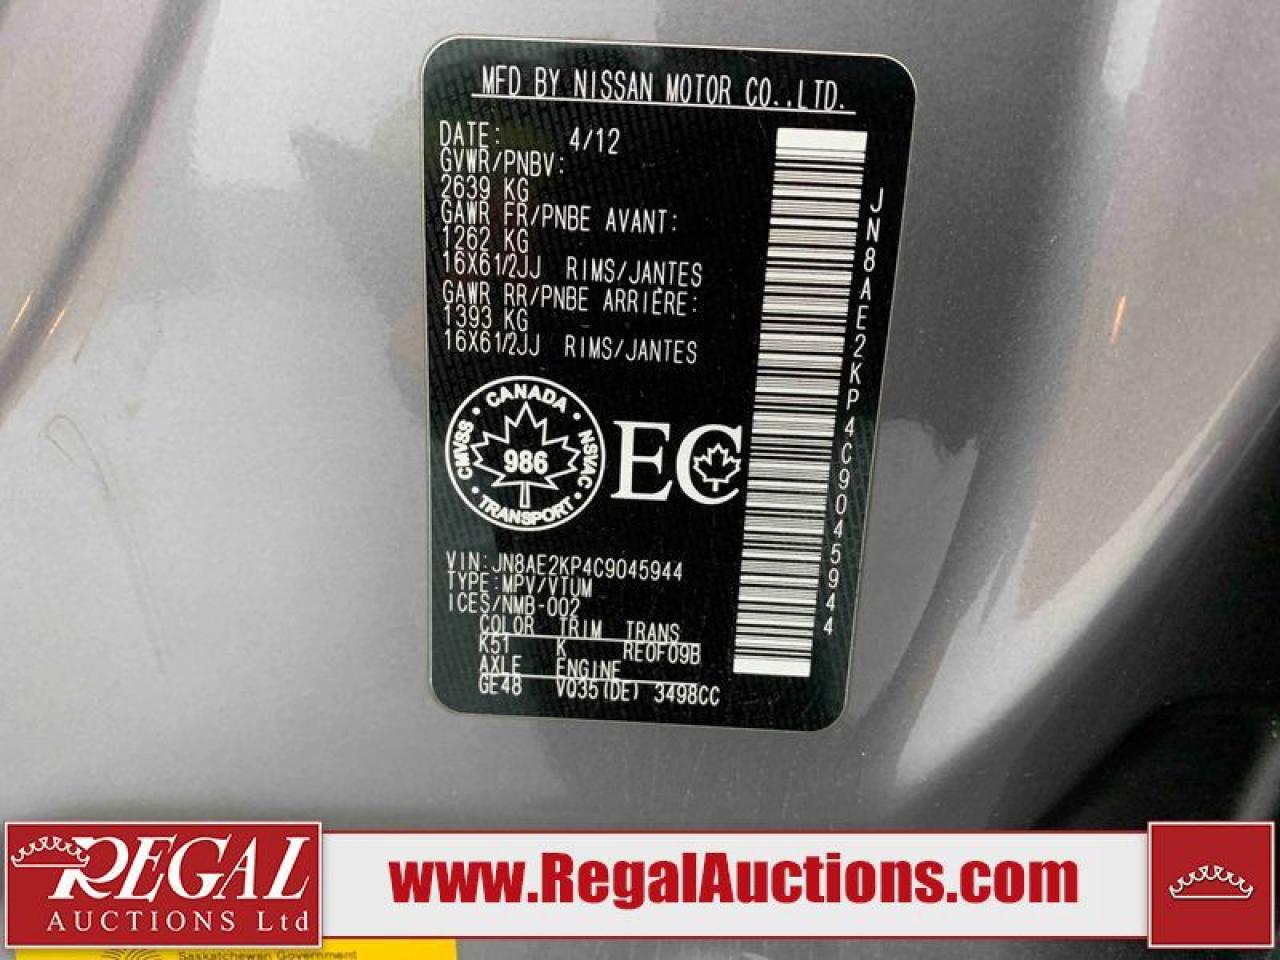 MFD BY NISSAN MOTOR CO.,LTD.
DATE: 4/12
GVWR/PNBV:
2639 KG
GAWR FR/PNBE AVANT:
1262 KG
16X61/2JJ RIMS/JANTES
GAWR RR/PNBE ARRIÈRE:
1393 KG
16X61/2JJ RIMS/JANTES
CANADA
CMVSS
NSVAC
986
TRANSPORT
EC
JN8AE2KP4C9045944
VIN:JN8AE2KP4C9045944
TYPE:MPV/VTUM
ICES/NMB-002
COLOR TRIM TRANS
K51 K RE0F09B
AXLE ENGINE
GE48 VQ35(DE) 3498CC
REGAL
AUCTIONS Ltd
www.RegalAuctions.com
Saskatchewan Government